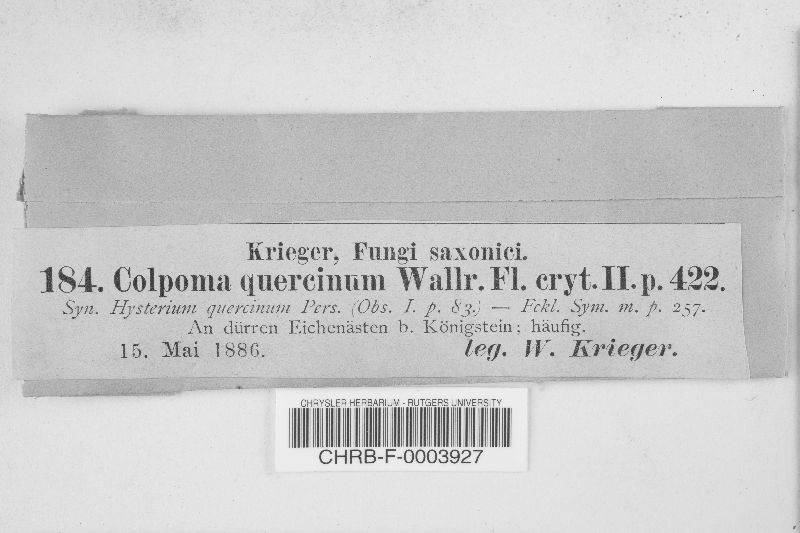 Krieger, Fungi saxonici.
184. Colpoma quercinum Wallr. Fl. cryt. II. p. 422.
Syn. Hysterium quercinum Pers. (Obs. I. p. 83.) — Fckl. Sym. m. p. 257.
An dürren Eichenästen b. Königstein; häufig.
15. Mai 1886. leg. W. Krieger.
CHRYSLER HERBARIUM - RUTGERS UNIVERSITY
CHRB-F-0003927